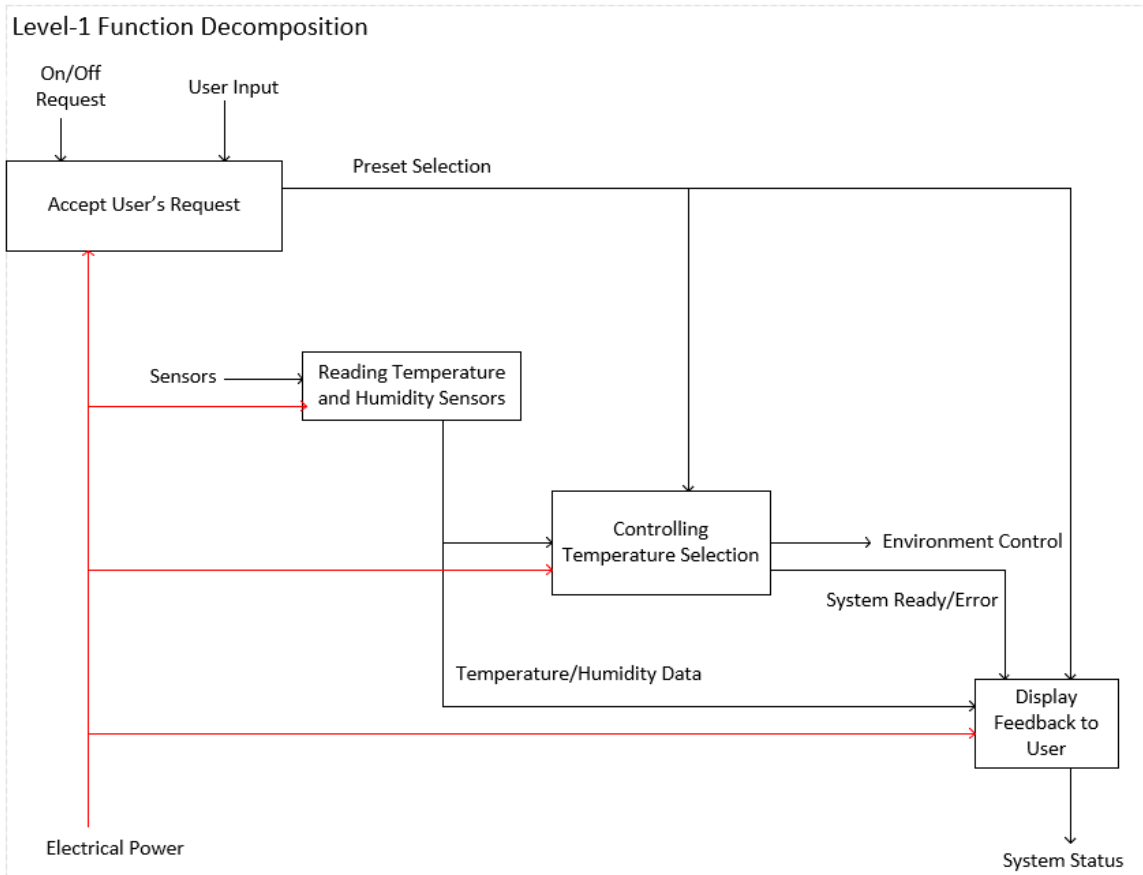 Level-1 Function Decomposition
On/Off
Request
User Input
Preset Selection
Accept User’s Request
Sensors
Reading Temperature
and Humidity Sensors
Controlling
Temperature Selection
Environment Control
System Ready/Error
Temperature/Humidity Data
Display
Feedback to
User
Electrical Power
System Status